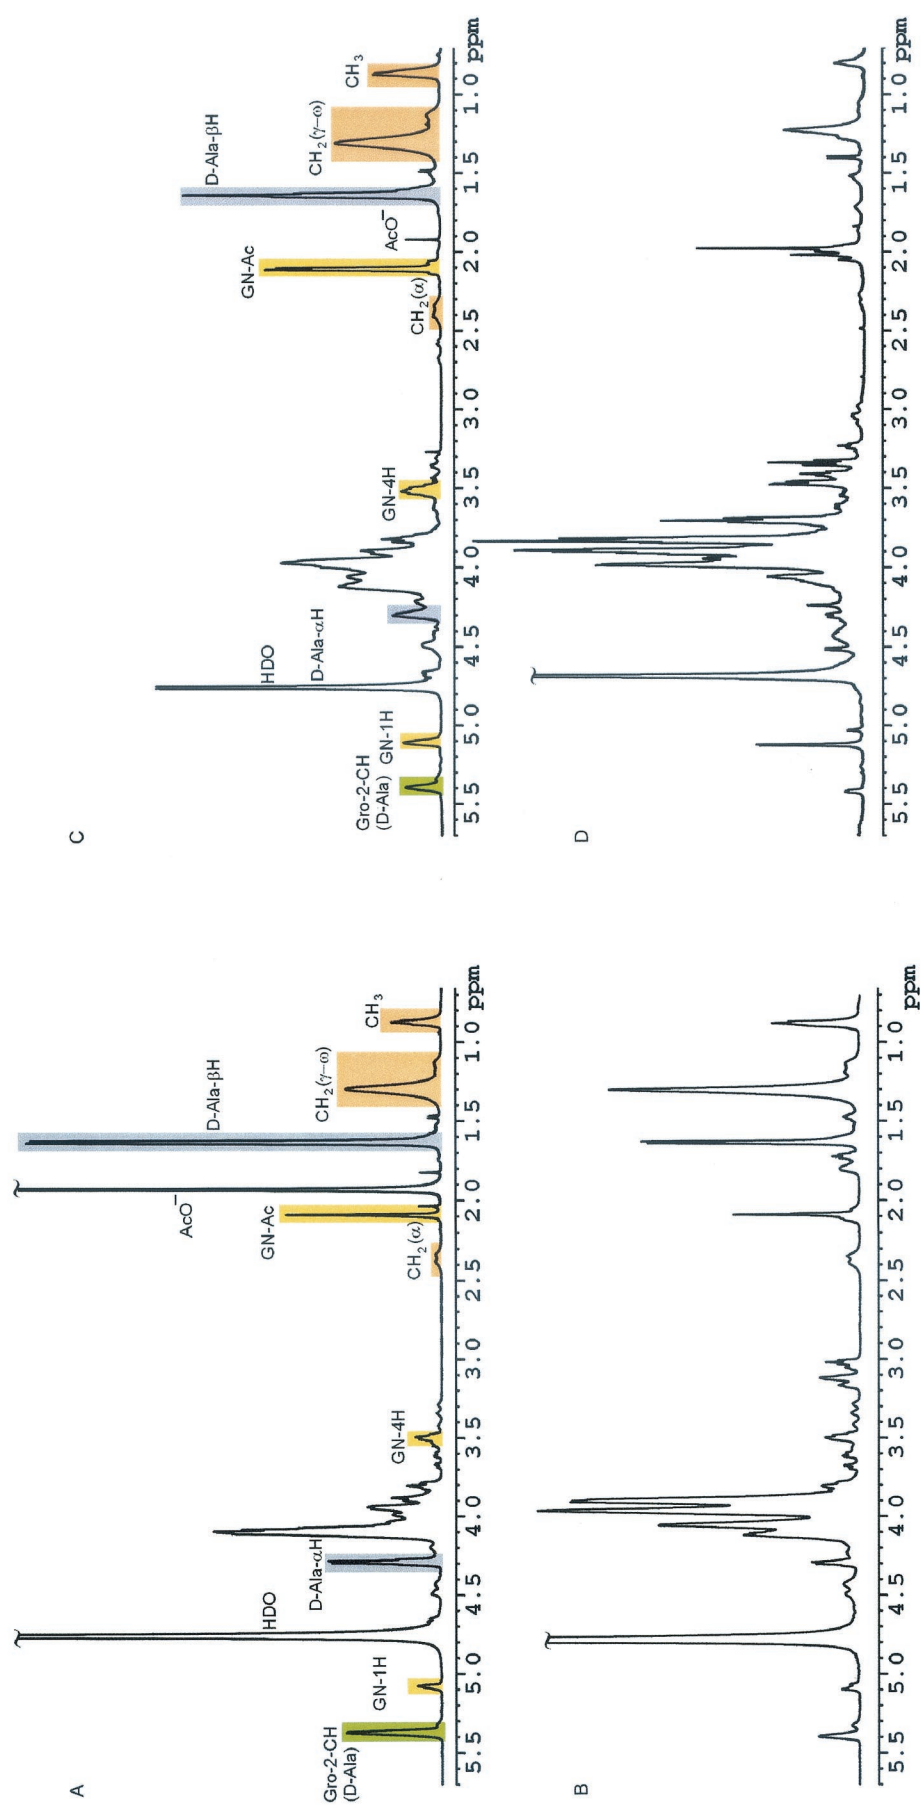 A
Gro-2-CH
(D-Ala)
GN-1H
HDO
D-Ala-αH
GN-4H
CH2(α)
GN-Ac
AcO−
D-Ala-βH
CH2(γ-ω)
CH3
5.5 5.0 4.5 4.0 3.5 3.0 2.5 2.0 1.5 1.0 ppm
B
5.5 5.0 4.5 4.0 3.5 3.0 2.5 2.0 1.5 1.0 ppm
C
Gro-2-CH
(D-Ala)
GN-1H
HDO
D-Ala-αH
GN-4H
CH2(α)
GN-Ac
AcO−
D-Ala-βH
CH2(γ-ω)
CH3
5.5 5.0 4.5 4.0 3.5 3.0 2.5 2.0 1.5 1.0 ppm
D
5.5 5.0 4.5 4.0 3.5 3.0 2.5 2.0 1.5 1.0 ppm